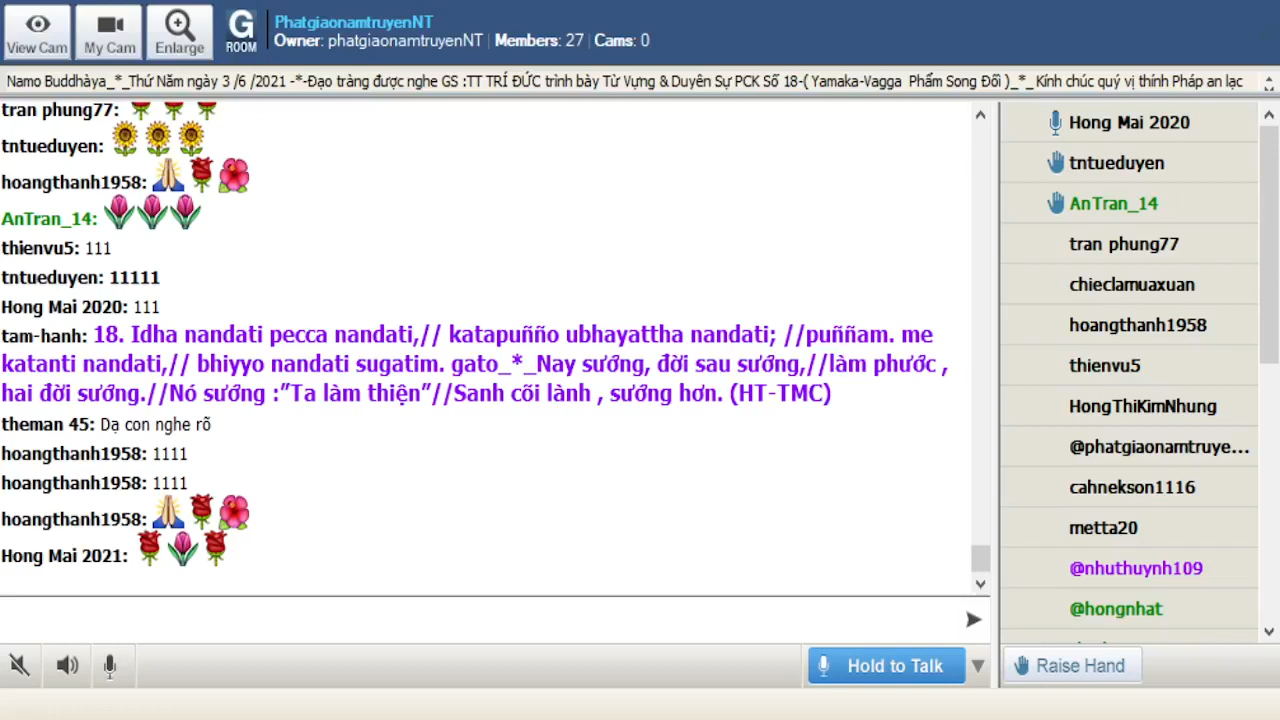 View Cam
My Cam
Enlarge
G
ROOM
PhatgiaonamtruyenNT
Owner: phatgiaonamtruyenNT | Members: 27 | Cams: 0
Namo Buddhàya_*_Thứ Năm ngày 3 /6 /2021 -*-Đạo tràng được nghe GS :TT TRÍ ĐỨC trình bày Từ Vựng & Duyên Sự PCK Số 18-( Yamaka-Vagga Phẩm Song Đối )_*_ Kính chúc quý vị thính Pháp an lạc
tran phung77:
tntueduyen:
hoangthanh1958:
AnTran_14:
thienvu5: 111
tntueduyen: 11111
Hong Mai 2020: 111
tam-hanh: 18. Idha nandati pecca nandati,// katapuñño ubhayattha nandati; //puññam. me
katanti nandati,// bhiyyo nandati sugatim. gato_*_Nay sướng, đời sau sướng,//làm phước ,
hai đời sướng.//Nó sướng :”Ta làm thiện”//Sanh cõi lành , sướng hơn. (HT-TMC)
theman 45: Dạ con nghe rõ
hoangthanh1958: 1111
hoangthanh1958: 1111
hoangthanh1958:
Hong Mai 2021:
Hong Mai 2020
tntueduyen
AnTran_14
tran phung77
chieclamuaxuan
hoangthanh1958
thienvu5
HongThiKimNhung
@phatgiaonamtruye...
cahnekson1116
metta20
@nhuthuynh109
@hongnhat
Hold to Talk
Raise Hand